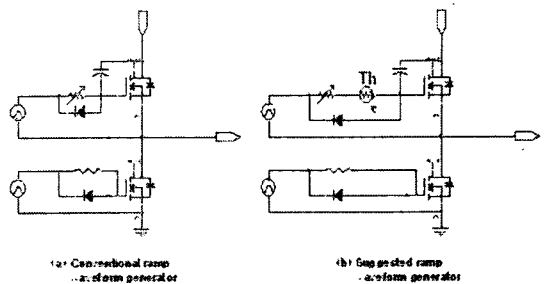 Th
(a) Conventional ramp
waveform generator
(b) Suggested ramp
waveform generator